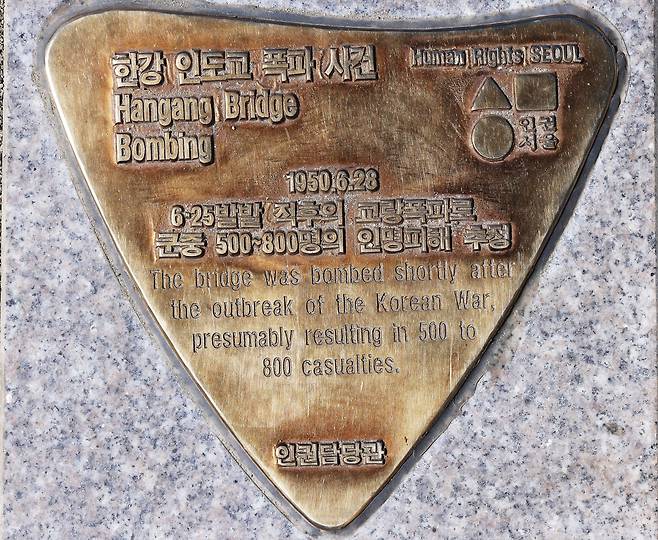 한강 인도교 폭파 사건
Hangang Bridge
Bombing
Human Rights SEOUL
인권
서울
1950.6.28
6·25발발 직후의 교량폭파로
군중 500~800명의 인명피해 추정
The bridge was bombed shortly after
the outbreak of the Korean War,
presumably resulting in 500 to
800 casualties.
인권담당관